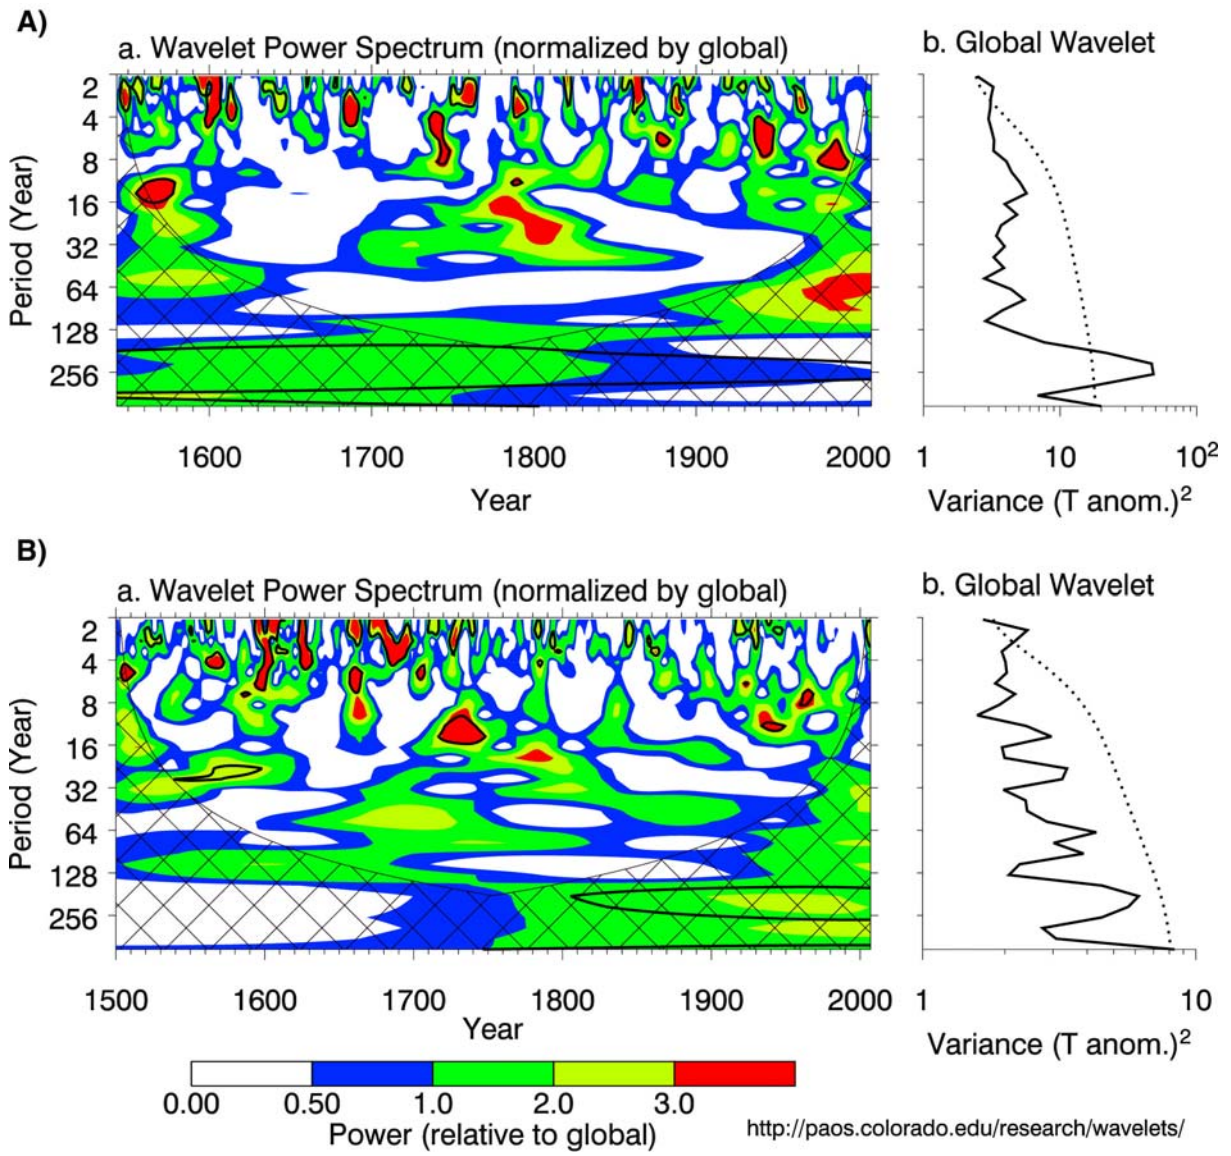 A)
a. Wavelet Power Spectrum (normalized by global)
b. Global Wavelet
Period (Year)
2
4
8
16
32
64
128
256
1600 1700 1800 1900 2000
Year
1 10 10²
Variance (T anom.)²
B)
a. Wavelet Power Spectrum (normalized by global)
b. Global Wavelet
Period (Year)
2
4
8
16
32
64
128
256
1500 1600 1700 1800 1900 2000
Year
1 10
Variance (T anom.)²
0.00 0.50 1.0 2.0 3.0
Power (relative to global)
http://paos.colorado.edu/research/wavelets/